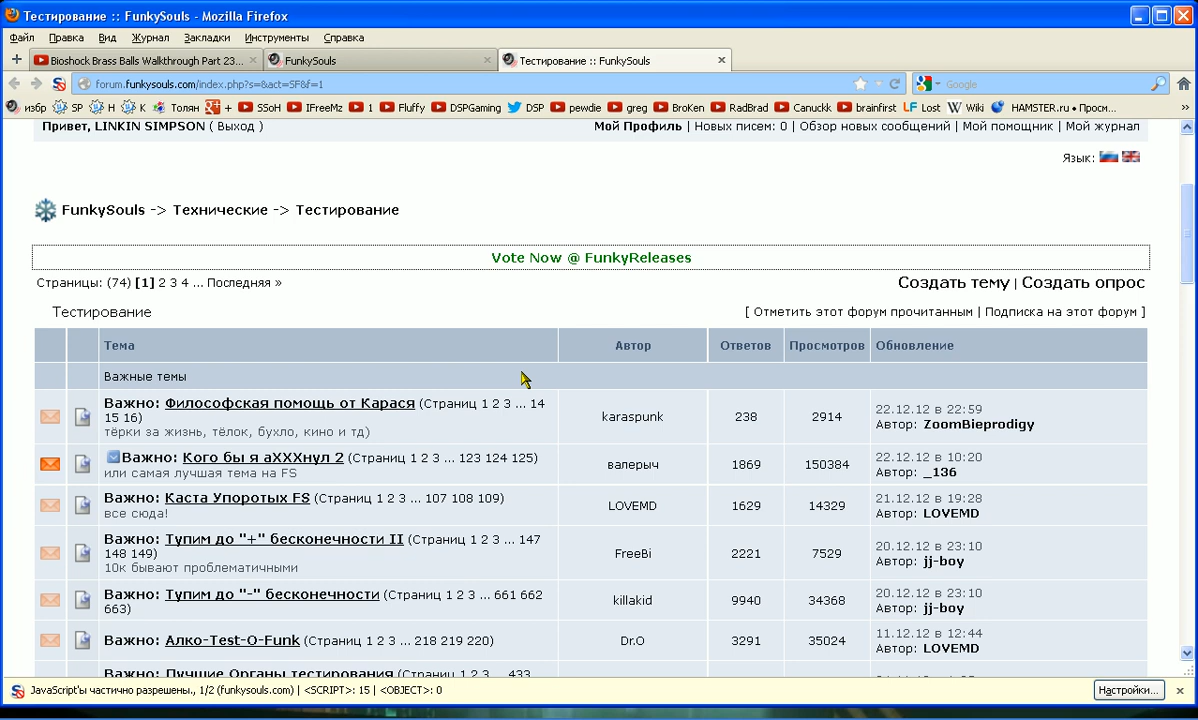 Тестирование :: FunkySouls - Mozilla Firefox
Файл Правка Вид Журнал Закладки Инструменты Справка
Bioshock Brass Balls Walkthrough Part 23... FunkySouls Тестирование :: FunkySouls
forum.funkysouls.com/index.php?s=&act=SF&f=1 Google
избр SP H K Толян + SSoH IFreeMz 1 Fluffy DSPGaming DSP pewdie greg BroKen RadBrad Canuckk brainfirst Lost Wiki HAMSTER.ru • Просм...
Привет, LINKIN SIMPSON ( Выход ) Мой Профиль | Новых писем: 0 | Обзор новых сообщений | Мой помощник | Мой журнал
Язык:
FunkySouls -> Технические -> Тестирование
Vote Now @ FunkyReleases
Страницы: (74) [1] 2 3 4 ... Последняя » Создать тему | Создать опрос
Тестирование [ Отметить этот форум прочитанным | Подписка на этот форум ]
Тема Автор Ответов Просмотров Обновление
Важные темы
Важно: Философская помощь от Карася (Страниц 1 2 3 ... 14
15 16)
тёрки за жизнь, тёлок, бухло, кино и тд)
karaspunk 238 2914 22.12.12 в 22:59
Автор: ZoomBieprodigy
Важно: Кого бы я аХХХнул 2 (Страниц 1 2 3 ... 123 124 125)
или самая лучшая тема на FS
валерыч 1869 150384 22.12.12 в 10:20
Автор: _136
Важно: Каста Упоротых FS (Страниц 1 2 3 ... 107 108 109)
все сюда!
LOVEMD 1629 14329 21.12.12 в 19:28
Автор: LOVEMD
Важно: Тупим до "+" бесконечности II (Страниц 1 2 3 ... 147
148 149)
10к бывают проблематичными
FreeBi 2221 7529 20.12.12 в 23:10
Автор: jj-boy
Важно: Тупим до "-" бесконечности (Страниц 1 2 3 ... 661 662
663)
killakid 9940 34368 20.12.12 в 23:10
Автор: jj-boy
Важно: Алко-Test-O-Funk (Страниц 1 2 3 ... 218 219 220)
Dr.O 3291 35024 11.12.12 в 12:44
Автор: LOVEMD
Важно: Лучшие Органы тестирования (Страниц 1 2 3 ... 433
JavaScript'ы частично разрешены., 1/2 (funkysouls.com) | <SCRIPT>: 15 | <OBJECT>: 0 Настройки...